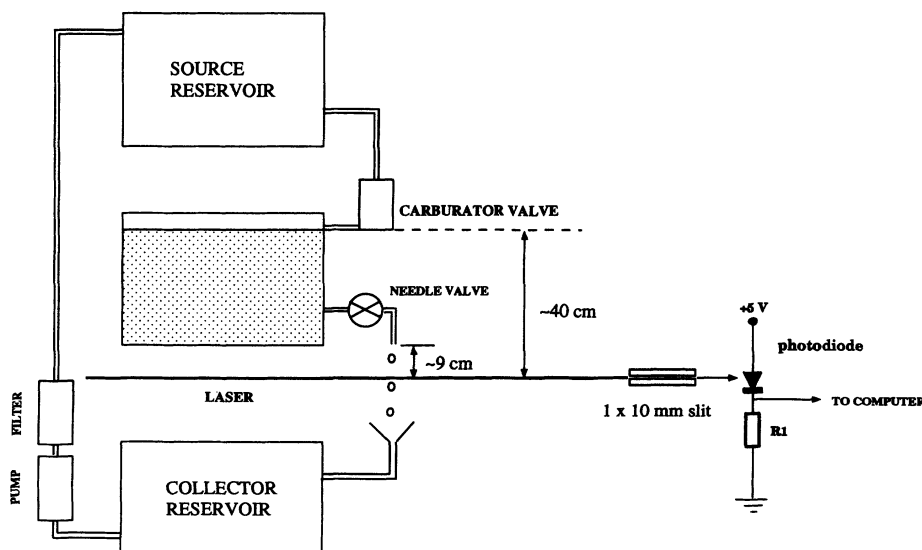 SOURCE
RESERVOIR
CARBURATOR VALVE
NEEDLE VALVE
~40 cm
~9 cm
+5 V
photodiode
LASER
1 x 10 mm slit
TO COMPUTER
R1
FILTER
PUMP
COLLECTOR
RESERVOIR